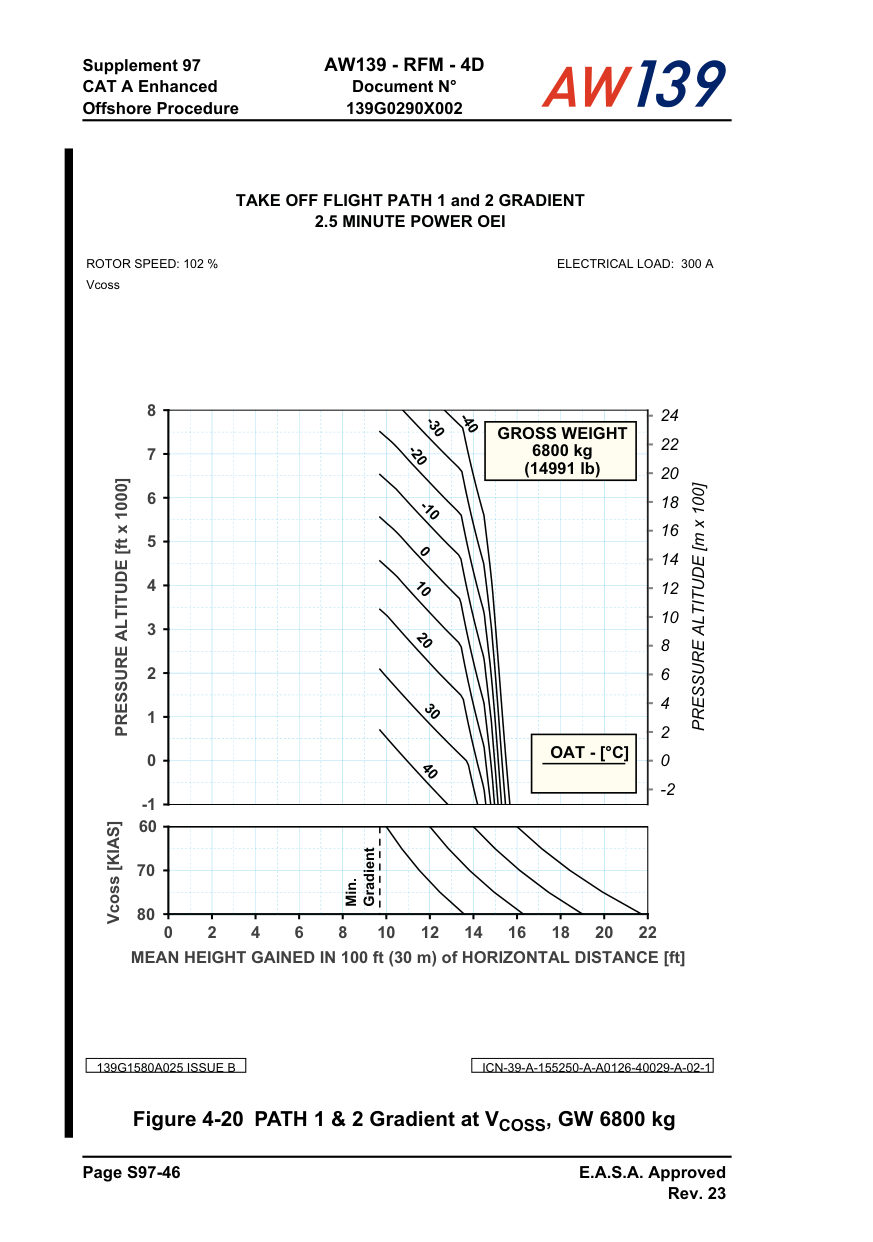 Supplement 97
CAT A Enhanced
Offshore Procedure
AW139 - RFM - 4D
Document N°
139G0290X002
AW139
TAKE OFF FLIGHT PATH 1 and 2 GRADIENT
2.5 MINUTE POWER OEI
ROTOR SPEED: 102 %
ELECTRICAL LOAD: 300 A
Vcoss
PRESSURE ALTITUDE [ft x 1000]
8
7
6
5
4
3
2
1
0
-1
-40
-30
-20
-10
0
10
20
30
40
GROSS WEIGHT
6800 kg
(14991 lb)
OAT - [°C]
24
22
20
18
16
14
12
10
8
6
4
2
0
-2
PRESSURE ALTITUDE [m x 100]
Vcoss [KIAS]
60
70
80
Min.
Gradient
0 2 4 6 8 10 12 14 16 18 20 22
MEAN HEIGHT GAINED IN 100 ft (30 m) of HORIZONTAL DISTANCE [ft]
139G1580A025 ISSUE B
ICN-39-A-155250-A-A0126-40029-A-02-1
Figure 4-20 PATH 1 & 2 Gradient at VCOSS, GW 6800 kg
Page S97-46
E.A.S.A. Approved
Rev. 23